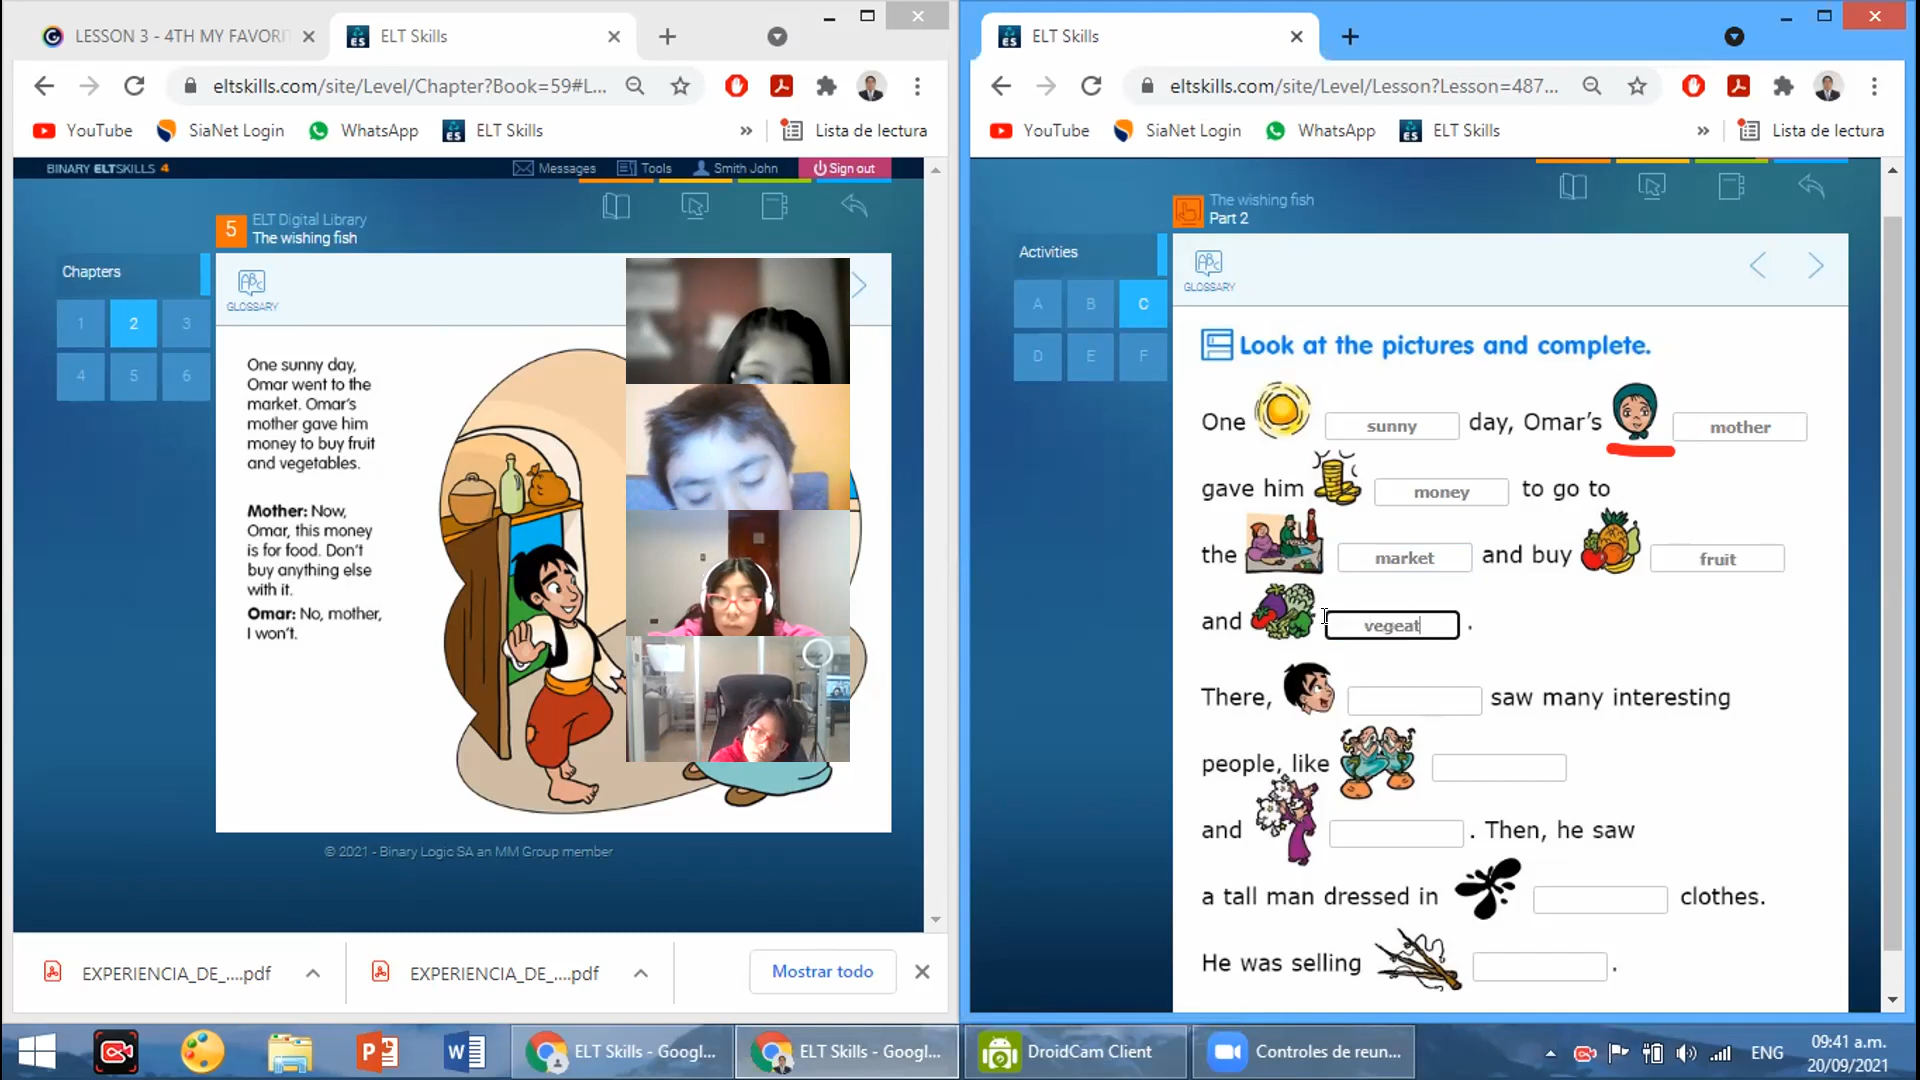 LESSON 3 - 4TH MY FAVORI
ELT Skills
eltskills.com/site/Level/Chapter?Book=59#L...
YouTube
SiaNet Login
WhatsApp
ELT Skills
»
Lista de lectura
BINARY ELTSKILLS 4
Messages
Tools
Smith John
Sign out
5
ELT Digital Library
The wishing fish
Chapters
1 2 3
4 5 6
ABC
GLOSSARY
One sunny day,
Omar went to the
market. Omar's
mother gave him
money to buy fruit
and vegetables.
Mother: Now,
Omar, this money
is for food. Don't
buy anything else
with it.
Omar: No, mother,
I won't.
© 2021 - Binary Logic SA an MM Group member
EXPERIENCIA_DE_....pdf
EXPERIENCIA_DE_....pdf
Mostrar todo
ELT Skills
eltskills.com/site/Level/Lesson?Lesson=487...
YouTube
SiaNet Login
WhatsApp
ELT Skills
»
Lista de lectura
The wishing fish
Part 2
Activities
A B C
D E F
ABC
GLOSSARY
Look at the pictures and complete.
One sunny day, Omar's mother
gave him money to go to
the market and buy fruit
and vegeat .
There, saw many interesting
people, like
and . Then, he saw
a tall man dressed in clothes.
He was selling .
ELT Skills - Googl...
ELT Skills - Googl...
DroidCam Client
Controles de reun...
ENG
09:41 a.m.
20/09/2021